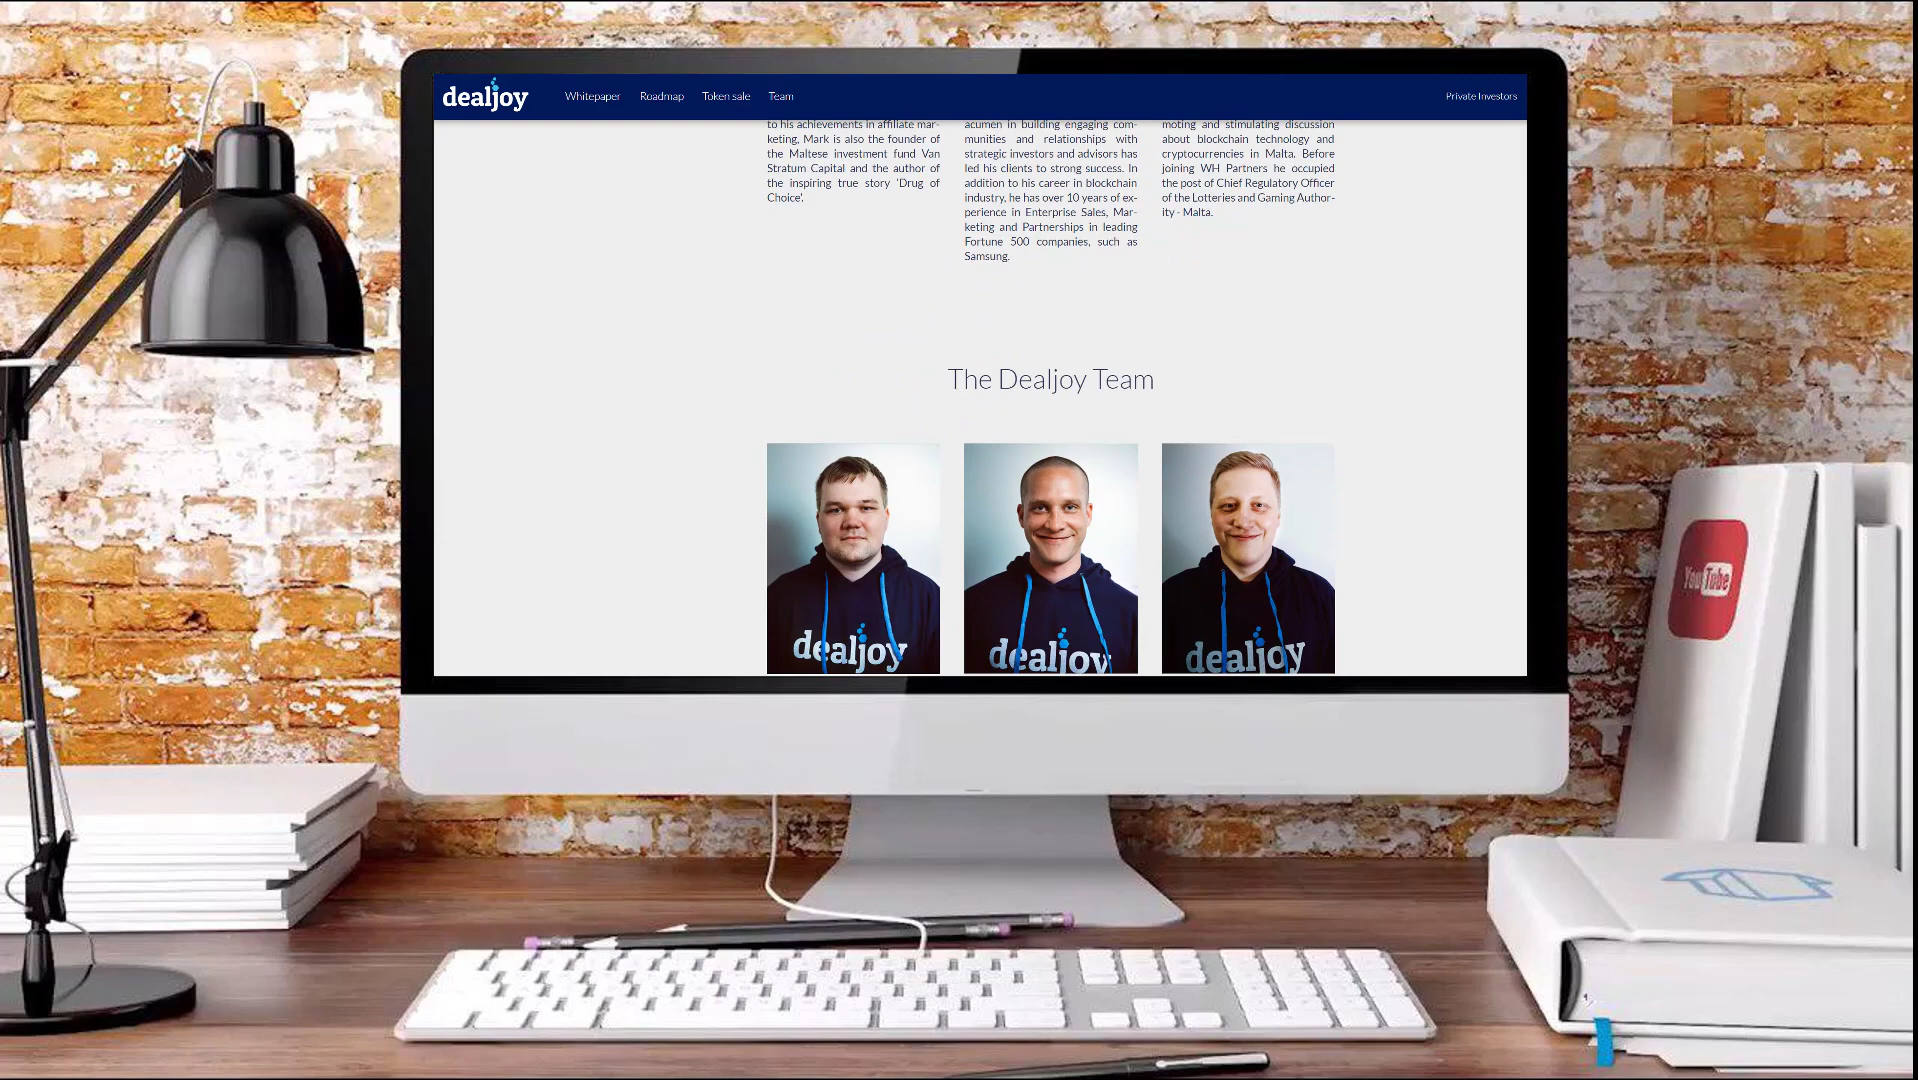 dealjoy
Whitepaper Roadmap Token sale Team
Private Investors
to his achievements in affiliate mar-
keting, Mark is also the founder of
the Maltese investment fund Van
Stratum Capital and the author of
the inspiring true story 'Drug of
Choice'.
acumen in building engaging com-
munities and relationships with
strategic investors and advisors has
led his clients to strong success. In
addition to his career in blockchain
industry, he has over 10 years of ex-
perience in Enterprise Sales, Mar-
keting and Partnerships in leading
Fortune 500 companies, such as
Samsung.
moting and stimulating discussion
about blockchain technology and
cryptocurrencies in Malta. Before
joining WH Partners he occupied
the post of Chief Regulatory Officer
of the Lotteries and Gaming Author-
ity - Malta.
The Dealjoy Team
dealjoy
dealjoy
dealjoy
YouTube